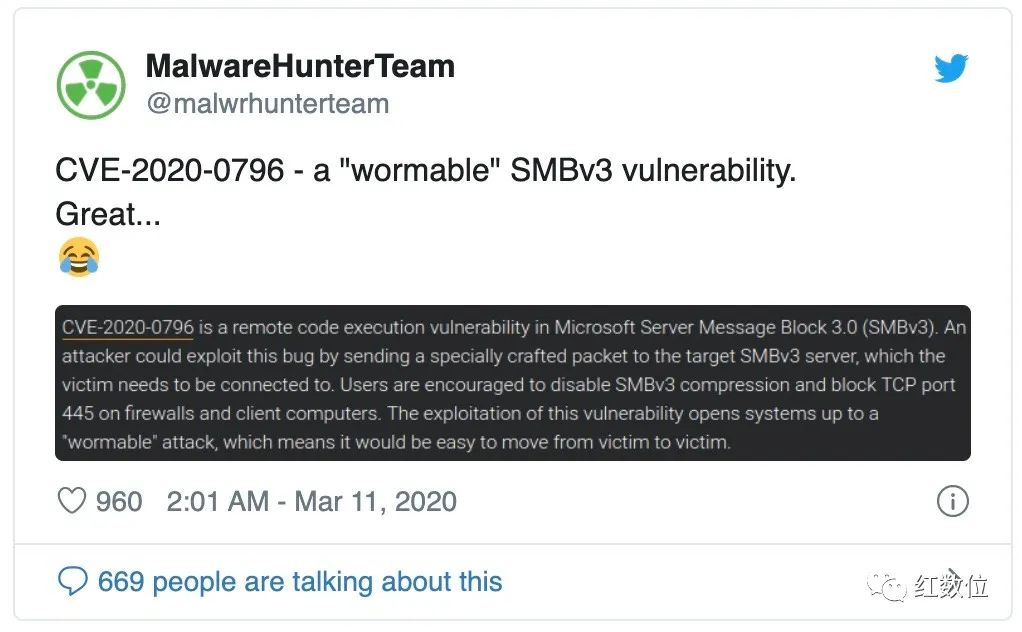 MalwareHunterTeam
@malwrhunterteam
CVE-2020-0796 - a "wormable" SMBv3 vulnerability.
Great...
😂
CVE-2020-0796 is a remote code execution vulnerability in Microsoft Server Message Block 3.0 (SMBv3). An
attacker could exploit this bug by sending a specially crafted packet to the target SMBv3 server, which the
victim needs to be connected to. Users are encouraged to disable SMBv3 compression and block TCP port
445 on firewalls and client computers. The exploitation of this vulnerability opens systems up to a
"wormable" attack, which means it would be easy to move from victim to victim.
960 2:01 AM - Mar 11, 2020
669 people are talking about this
红数位